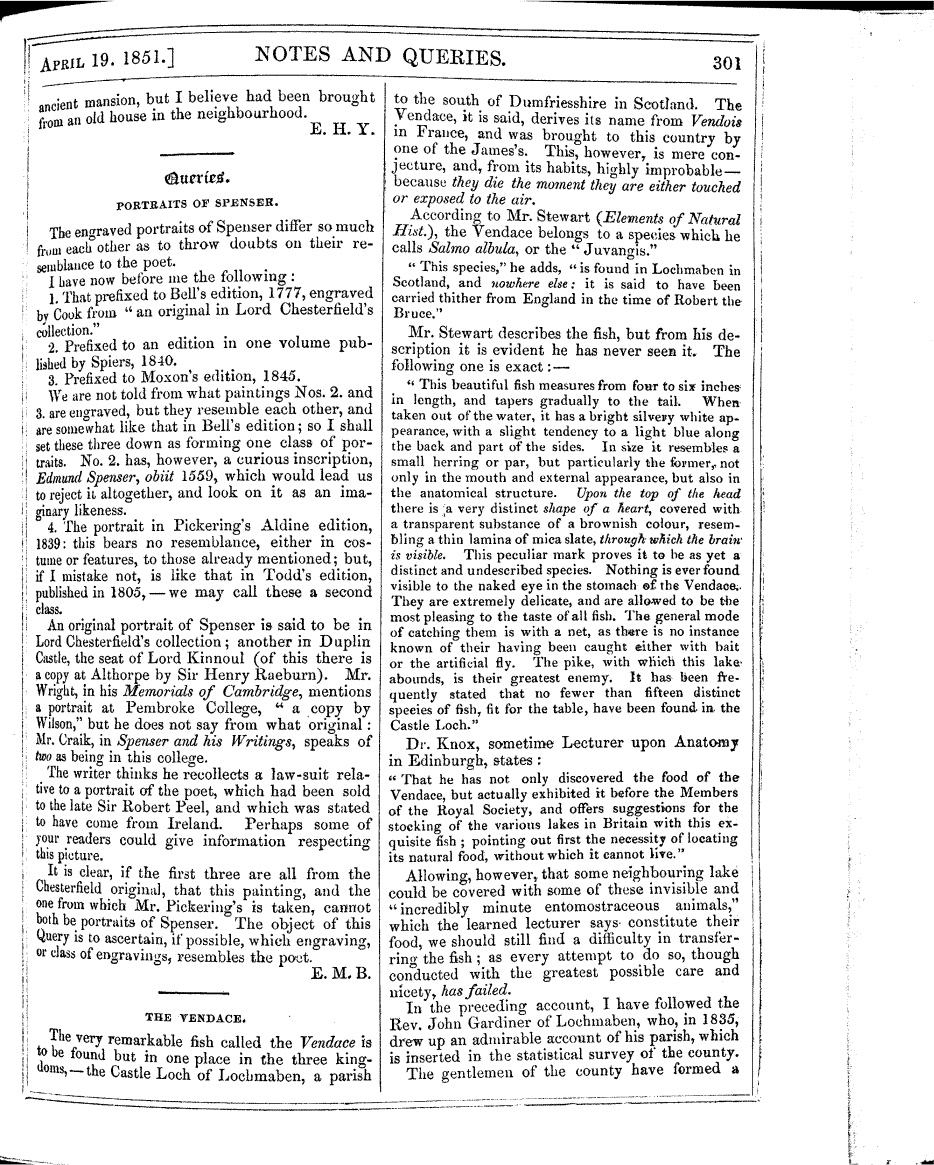 APRIL 19. 1851.] NOTES AND QUERIES. 301
ancient mansion, but I believe had been brought
from an old house in the neighbourhood.
E. H. Y.
Queries.
PORTRAITS OF SPENSER.
The engraved portraits of Spenser differ so much
from each other as to throw doubts on their re-
semblance to the poet.
I have now before me the following:
1. That prefixed to Bell's edition, 1777, engraved
by Cook from "an original in Lord Chesterfield's
collection."
2. Prefixed to an edition in one volume pub-
lished by Spiers, 1840.
3. Prefixed to Moxon's edition, 1845.
We are not told from what paintings Nos. 2. and
3. are engraved, but they resemble each other, and
are somewhat like that in Bell's edition; so I shall
set these three down as forming one class of por-
traits. No. 2. has, however, a curious inscription,
Edmund Spenser, obiit 1559, which would lead us
to reject it altogether, and look on it as an ima-
ginary likeness.
4. The portrait in Pickering's Aldine edition,
1839: this bears no resemblance, either in cos-
tume or features, to those already mentioned; but,
if I mistake not, is like that in Todd's edition,
published in 1805,—we may call these a second
class.
An original portrait of Spenser is said to be in
Lord Chesterfield's collection; another in Duplin
Castle, the seat of Lord Kinnoul (of this there is
a copy at Althorpe by Sir Henry Raeburn). Mr.
Wright, in his Memorials of Cambridge, mentions
a portrait at Pembroke College, "a copy by
Wilson," but he does not say from what original:
Mr. Craik, in Spenser and his Writings, speaks of
two as being in this college.
The writer thinks he recollects a law-suit rela-
tive to a portrait of the poet, which had been sold
to the late Sir Robert Peel, and which was stated
to have come from Ireland. Perhaps some of
your readers could give information respecting
this picture.
It is clear, if the first three are all from the
Chesterfield original, that this painting, and the
one from which Mr. Pickering's is taken, cannot
both be portraits of Spenser. The object of this
Query is to ascertain, if possible, which engraving,
or class of engravings, resembles the poet.
E. M. B.
THE VENDACE.
The very remarkable fish called the Vendace is
to be found but in one place in the three king-
doms,—the Castle Loch of Lochmaben, a parish
to the south of Dumfriesshire in Scotland. The
Vendace, it is said, derives its name from Vendois
in France, and was brought to this country by
one of the James's. This, however, is mere con-
jecture, and, from its habits, highly improbable—
because they die the moment they are either touched
or exposed to the air.
According to Mr. Stewart (Elements of Natural
Hist.), the Vendace belongs to a species which he
calls Salmo albula, or the "Juvangis."
"This species," he adds, "is found in Lochmaben in
Scotland, and nowhere else: it is said to have been
carried thither from England in the time of Robert the
Bruce."
Mr. Stewart describes the fish, but from his de-
scription it is evident he has never seen it. The
following one is exact:—
"This beautiful fish measures from four to six inches
in length, and tapers gradually to the tail. When
taken out of the water, it has a bright silvery white ap-
pearance, with a slight tendency to a light blue along
the back and part of the sides. In size it resembles a
small herring or par, but particularly the former, not
only in the mouth and external appearance, but also in
the anatomical structure. Upon the top of the head
there is a very distinct shape of a heart, covered with
a transparent substance of a brownish colour, resem-
bling a thin lamina of mica slate, through which the brain
is visible. This peculiar mark proves it to be as yet a
distinct and undescribed species. Nothing is ever found
visible to the naked eye in the stomach of the Vendace.
They are extremely delicate, and are allowed to be the
most pleasing to the taste of all fish. The general mode
of catching them is with a net, as there is no instance
known of their having been caught either with bait
or the artificial fly. The pike, with which this lake
abounds, is their greatest enemy. It has been fre-
quently stated that no fewer than fifteen distinct
species of fish, fit for the table, have been found in the
Castle Loch."
Dr. Knox, sometime Lecturer upon Anatomy
in Edinburgh, states:
"That he has not only discovered the food of the
Vendace, but actually exhibited it before the Members
of the Royal Society, and offers suggestions for the
stocking of the various lakes in Britain with this ex-
quisite fish; pointing out first the necessity of locating
its natural food, without which it cannot live."
Allowing, however, that some neighbouring lake
could be covered with some of these invisible and
"incredibly minute entomostraceous animals,"
which the learned lecturer says constitute their
food, we should still find a difficulty in transfer-
ring the fish; as every attempt to do so, though
conducted with the greatest possible care and
nicety, has failed.
In the preceding account, I have followed the
Rev. John Gardiner of Lochmaben, who, in 1835,
drew up an admirable account of his parish, which
is inserted in the statistical survey of the county.
The gentlemen of the county have formed a